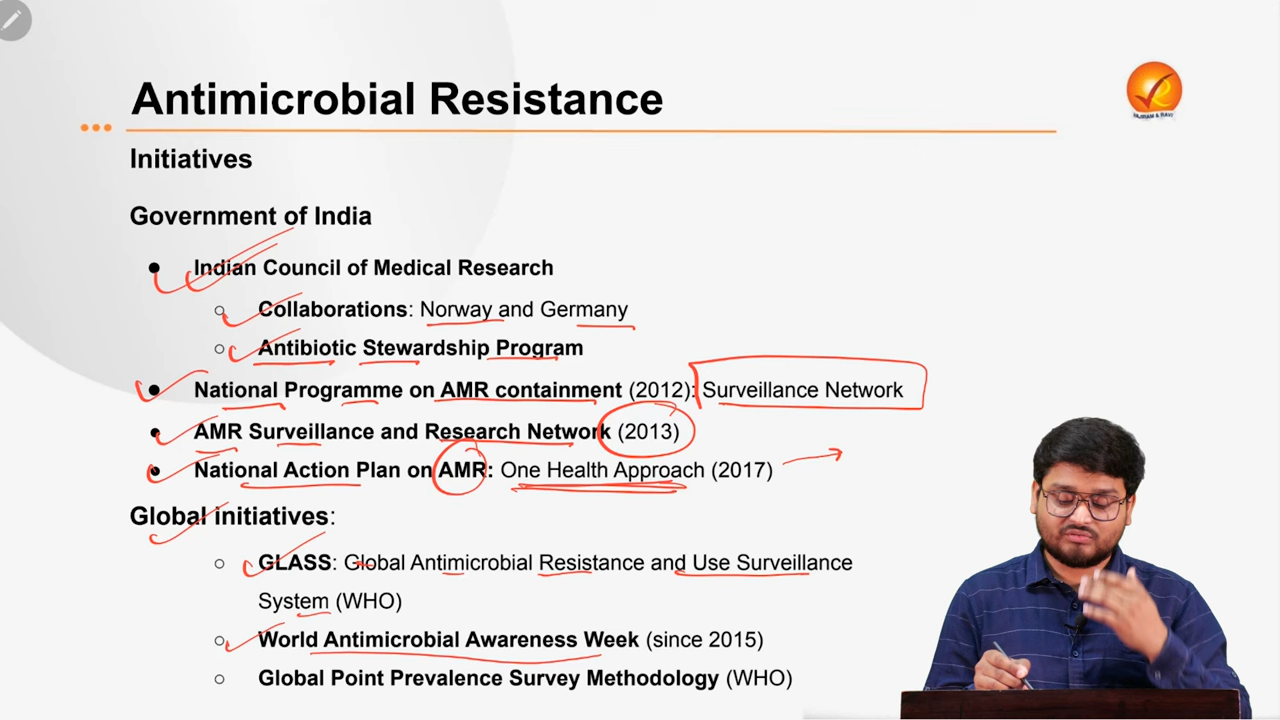 Antimicrobial Resistance
VAJIRAM & RAVI
Initiatives
Government of India
Indian Council of Medical Research
Collaborations: Norway and Germany
Antibiotic Stewardship Program
National Programme on AMR containment (2012): Surveillance Network
AMR Surveillance and Research Network (2013)
National Action Plan on AMR: One Health Approach (2017)
Global initiatives:
GLASS: Global Antimicrobial Resistance and Use Surveillance
System (WHO)
World Antimicrobial Awareness Week (since 2015)
Global Point Prevalence Survey Methodology (WHO)